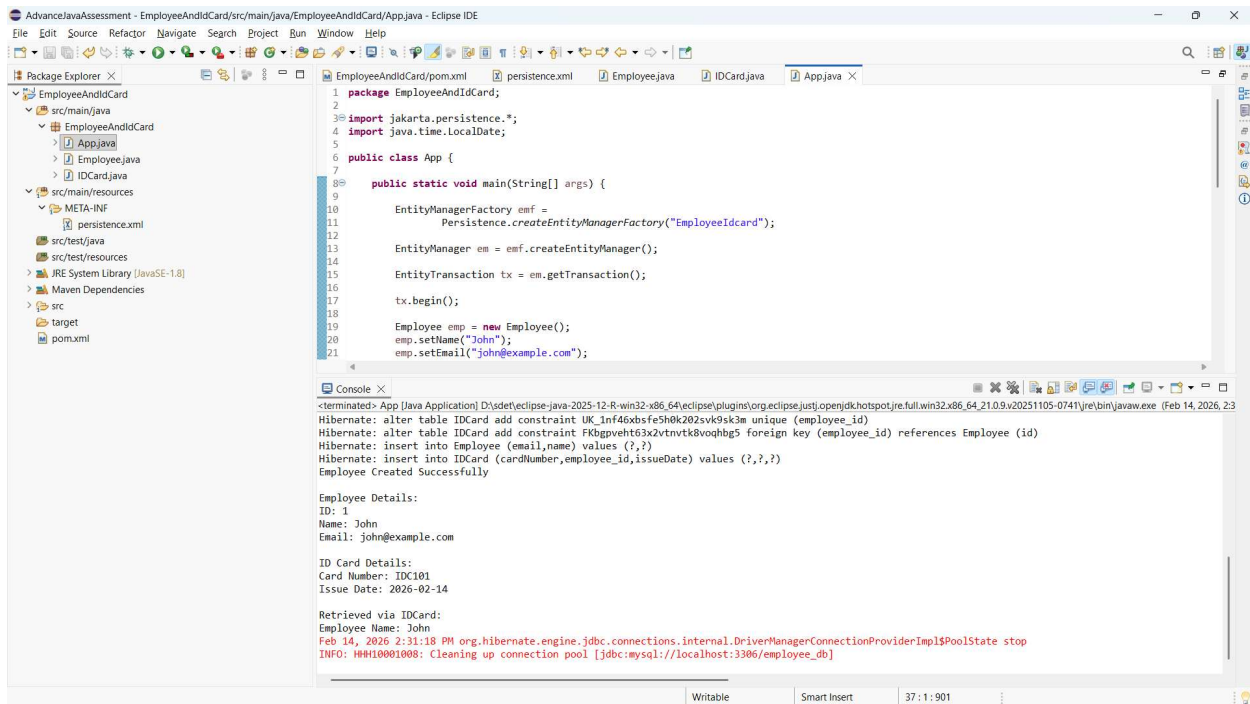 AdvanceJavaAssessment - EmployeeAndIdCard/src/main/java/EmployeeAndIdCard/App.java - Eclipse IDE
File Edit Source Refactor Navigate Search Project Run Window Help
Package Explorer
EmployeeAndIdCard
src/main/java
EmployeeAndIdCard
App.java
Employee.java
IDCard.java
src/main/resources
META-INF
persistence.xml
src/test/java
src/test/resources
JRE System Library [JavaSE-1.8]
Maven Dependencies
src
target
pom.xml
EmployeeAndIdCard/pom.xml persistence.xml Employee.java IDCard.java App.java
1 package EmployeeAndIdCard;
2
3 import jakarta.persistence.*;
4 import java.time.LocalDate;
5
6 public class App {
7
8 public static void main(String[] args) {
9
10 EntityManagerFactory emf =
11 Persistence.createEntityManagerFactory("EmployeeIdcard");
12
13 EntityManager em = emf.createEntityManager();
14
15 EntityTransaction tx = em.getTransaction();
16
17 tx.begin();
18
19 Employee emp = new Employee();
20 emp.setName("John");
21 emp.setEmail("john@example.com");
Console
<terminated> App [Java Application] D:\sdet\eclipse-java-2025-12-R-win32-x86_64\eclipse\plugins\org.eclipse.justj.openjdk.hotspot.jre.full.win32.x86_64_21.0.9.v20251105-0741\jre\bin\javaw.exe (Feb 14, 2026, 2:3
Hibernate: alter table IDCard add constraint UK_1nf46xbsfe5h0k202svk9sk3m unique (employee_id)
Hibernate: alter table IDCard add constraint FKbgpveht63x2vtnvtk8voqhbg5 foreign key (employee_id) references Employee (id)
Hibernate: insert into Employee (email,name) values (?,?)
Hibernate: insert into IDCard (cardNumber,employee_id,issueDate) values (?,?,?)
Employee Created Successfully
Employee Details:
ID: 1
Name: John
Email: john@example.com
ID Card Details:
Card Number: IDC101
Issue Date: 2026-02-14
Retrieved via IDCard:
Employee Name: John
Feb 14, 2026 2:31:18 PM org.hibernate.engine.jdbc.connections.internal.DriverManagerConnectionProviderImpl$PoolState stop
INFO: HHH10001008: Cleaning up connection pool [jdbc:mysql://localhost:3306/employee_db]
Writable Smart Insert 37 : 1 : 901